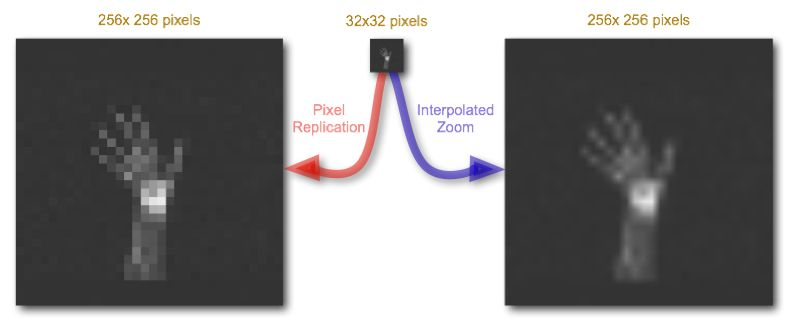 256x 256 pixels
32x32 pixels
256x 256 pixels
Pixel
Replication
Interpolated
Zoom